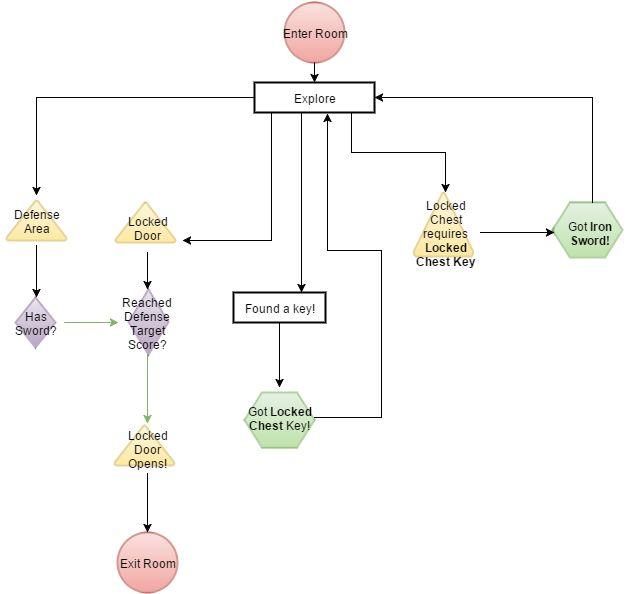 Enter Room
Explore
Defense
Area
Locked
Door
Locked
Chest
requires
Locked
Chest Key
Got Iron
Sword!
Has
Sword?
Reached
Defense
Target
Score?
Found a key!
Got Locked
Chest Key!
Locked
Door
Opens!
Exit Room